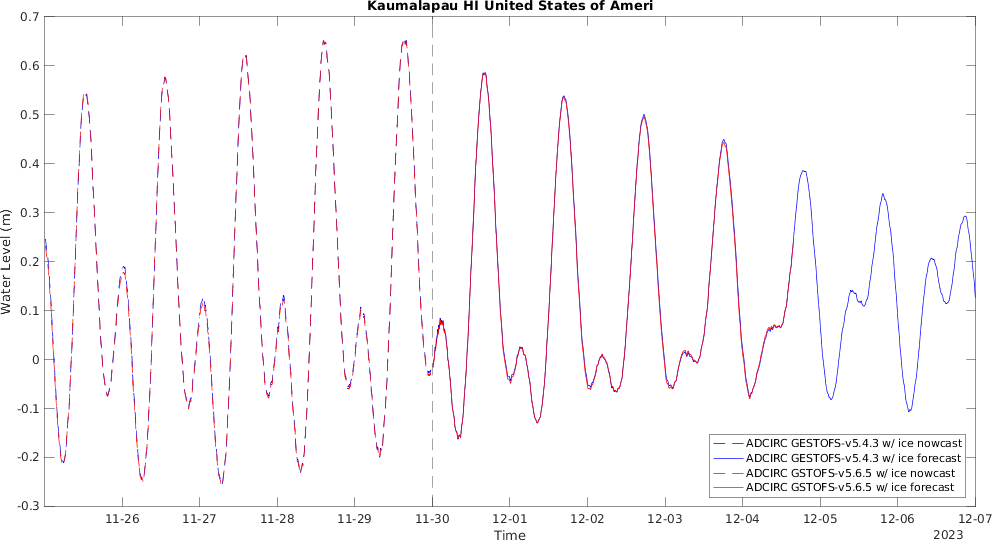 Kaumalapau HI United States of Ameri
0.7
0.6
0.5
0.4
0.3
0.2
0.1
0
-0.1
-0.2
-0.3
Water Level (m)
ADCIRC GESTOFS-v5.4.3 w/ ice nowcast
ADCIRC GESTOFS-v5.4.3 w/ ice forecast
ADCIRC GSTOFS-v5.6.5 w/ ice nowcast
ADCIRC GSTOFS-v5.6.5 w/ ice forecast
11-26 11-27 11-28 11-29 11-30 12-01 12-02 12-03 12-04 12-05 12-06 12-07
Time
2023